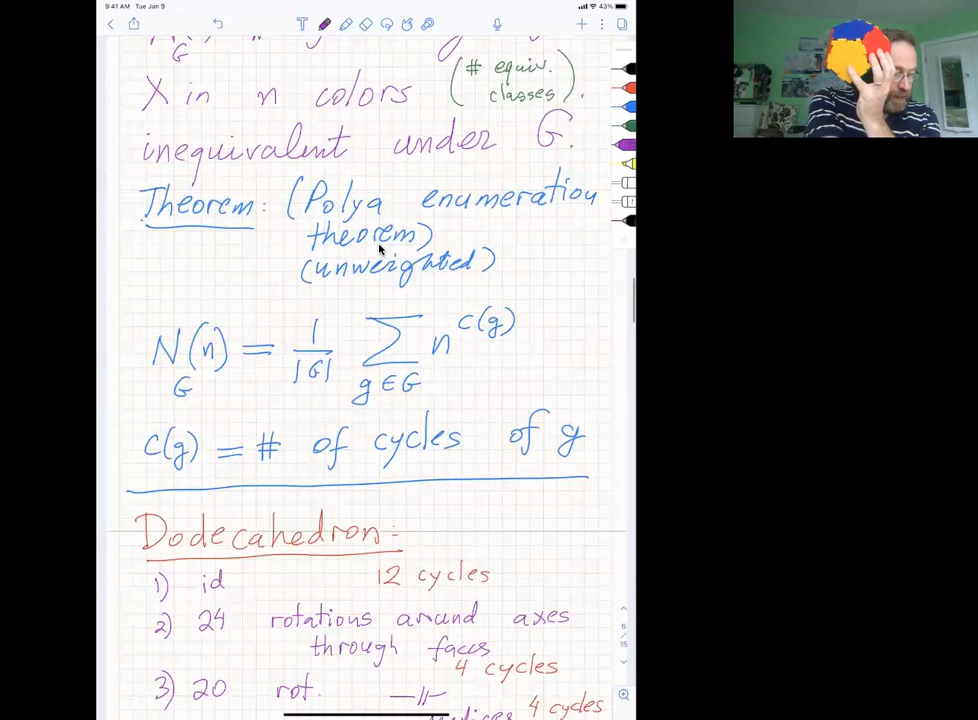 9:41 AM Tue Jan 9
43%
G
X in n colors
(# equiv.
classes).
inequivalent under G.
Theorem: (Polya enumeration
theorem)
(unweighted)
N_G(n) = 1/|G| ∑_{g∈G} n^{c(g)}
c(g) = # of cycles of g
Dodecahedron:
1) id 12 cycles
2) 24 rotations around axes
through faces
4 cycles
3) 20 rot. —//—
4 cycles